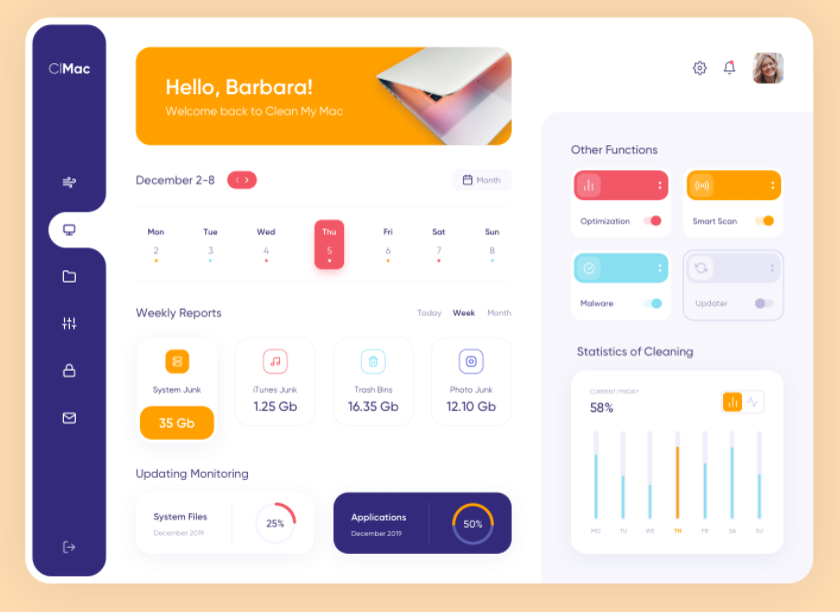 ClMac
Hello, Barbara!
Welcome back to Clean My Mac
December 2-8
Month
Mon Tue Wed Thu Fri Sat Sun
2 3 4 5 6 7 8
Weekly Reports
Today Week Month
System Junk
35 Gb
iTunes Junk
1.25 Gb
Trash Bins
16.35 Gb
Photo Junk
12.10 Gb
Updating Monitoring
System Files
December 2019
25%
Applications
December 2019
50%
Other Functions
Optimization
Smart Scan
Malware
Updater
Statistics of Cleaning
CURRENT/FRIDAY
58%
MO TU WE TH FR SA SU